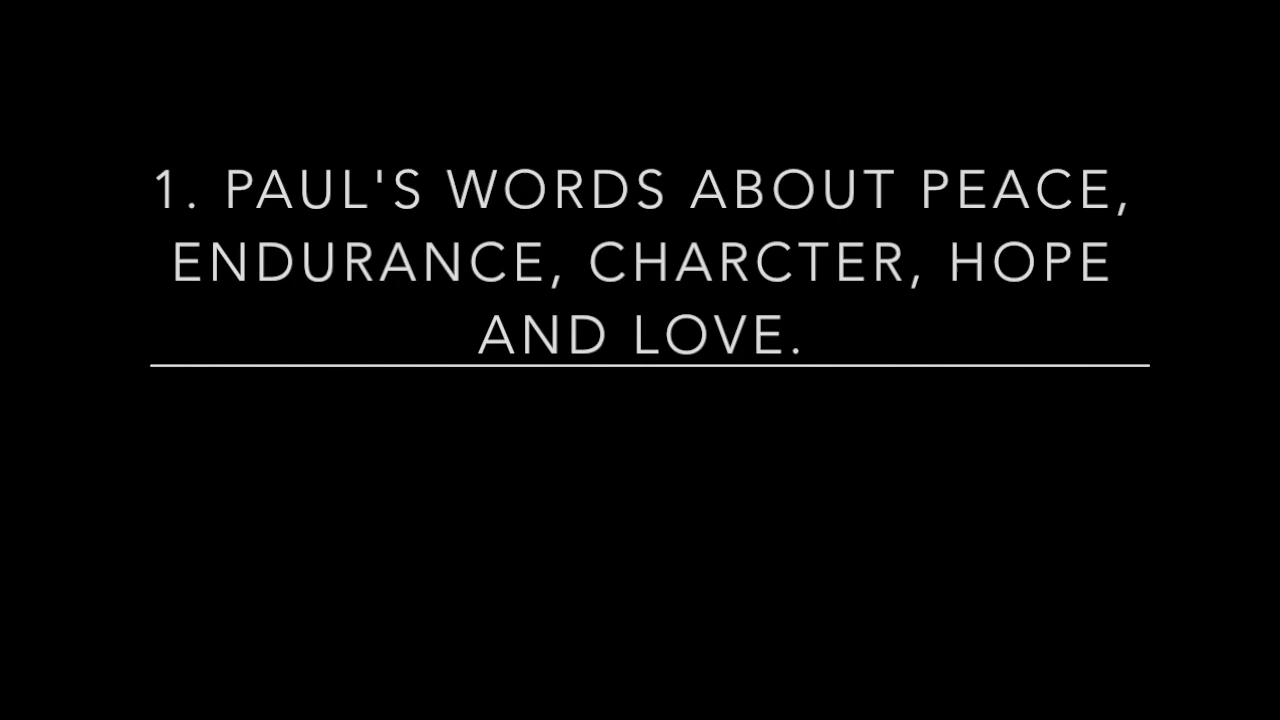 1. PAUL'S WORDS ABOUT PEACE,
ENDURANCE, CHARCTER, HOPE
AND LOVE.